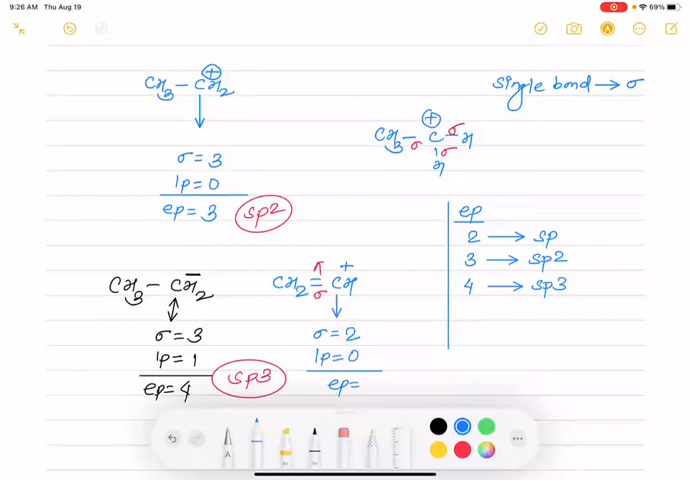 9:26 AM Thu Aug 19
69%
CH3 – CH2
+
single bond → σ
+
CH3 – C – H
σ
σ
σ
H
σ = 3
lp = 0
ep = 3
sp2
ep
2 → sp
3 → sp2
4 → sp3
CH3 – CH2
–
σ = 3
lp = 1
ep = 4
sp3
+
CH2 = CH
σ
σ = 2
lp = 0
ep =
A